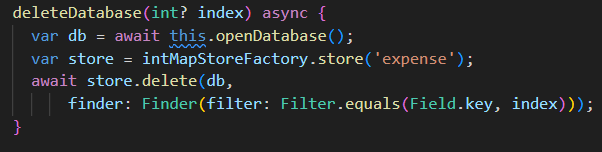 deleteDatabase(int? index) async {
  var db = await this.openDatabase();
  var store = intMapStoreFactory.store('expense');
  await store.delete(db,
      finder: Finder(filter: Filter.equals(Field.key, index)));
}